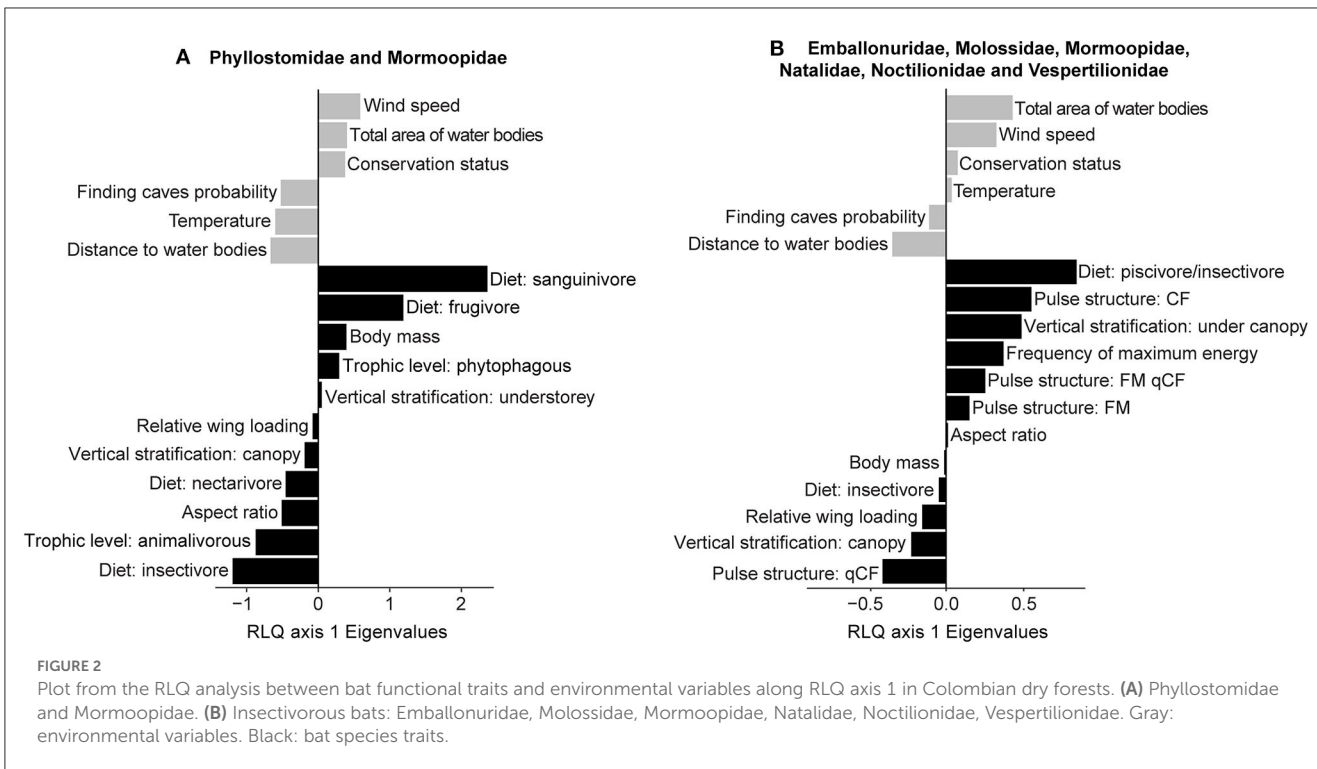 A Phyllostomidae and Mormoopidae
Wind speed
Total area of water bodies
Conservation status
Finding caves probability
Temperature
Distance to water bodies
Diet: sanguinivore
Diet: frugivore
Body mass
Trophic level: phytophagous
Vertical stratification: understorey
Relative wing loading
Vertical stratification: canopy
Diet: nectarivore
Aspect ratio
Trophic level: animalivorous
Diet: insectivore
−1 0 1 2
RLQ axis 1 Eigenvalues
B Emballonuridae, Molossidae, Mormoopidae,
Natalidae, Noctilionidae and Vespertilionidae
Total area of water bodies
Wind speed
Conservation status
Temperature
Finding caves probability
Distance to water bodies
Diet: piscivore/insectivore
Pulse structure: CF
Vertical stratification: under canopy
Frequency of maximum energy
Pulse structure: FM qCF
Pulse structure: FM
Aspect ratio
Body mass
Diet: insectivore
Relative wing loading
Vertical stratification: canopy
Pulse structure: qCF
−0.5 0.0 0.5
RLQ axis 1 Eigenvalues
FIGURE 2
Plot from the RLQ analysis between bat functional traits and environmental variables along RLQ axis 1 in Colombian dry forests. (A) Phyllostomidae
and Mormoopidae. (B) Insectivorous bats: Emballonuridae, Molossidae, Mormoopidae, Natalidae, Noctilionidae, Vespertilionidae. Gray:
environmental variables. Black: bat species traits.